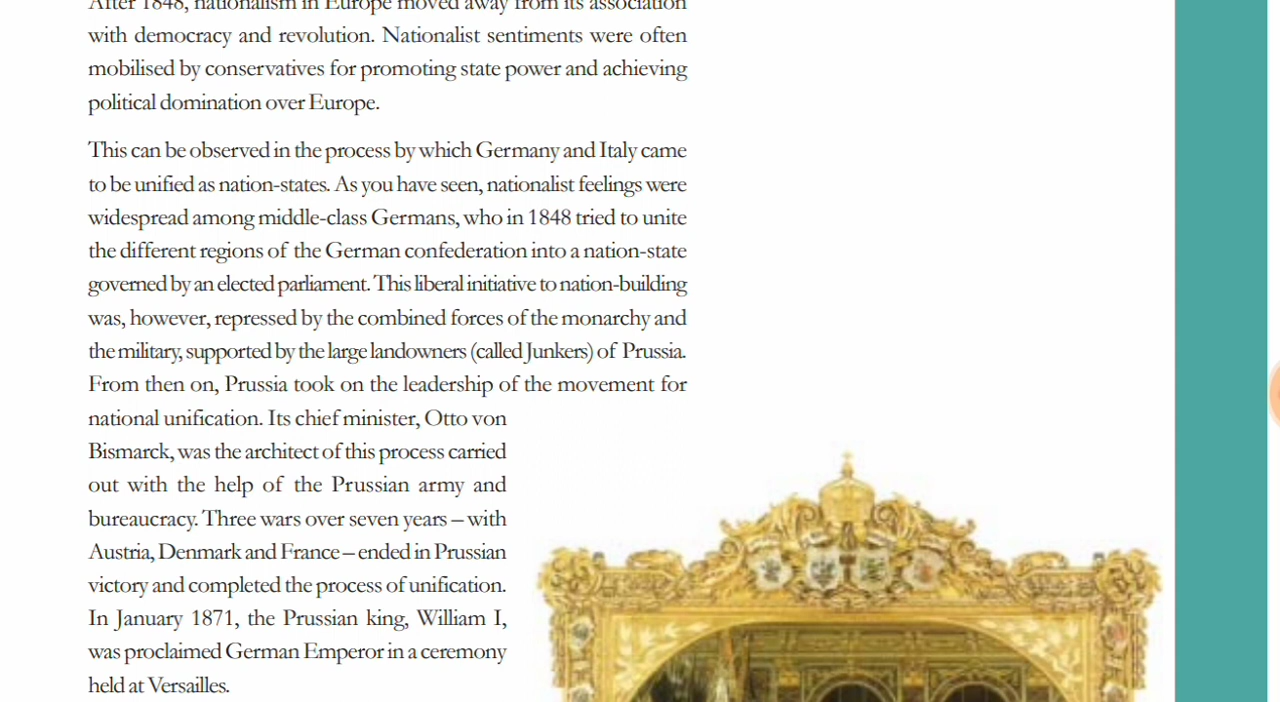 After 1848, nationalism in Europe moved away from its association
with democracy and revolution. Nationalist sentiments were often
mobilised by conservatives for promoting state power and achieving
political domination over Europe.
This can be observed in the process by which Germany and Italy came
to be unified as nation-states. As you have seen, nationalist feelings were
widespread among middle-class Germans, who in 1848 tried to unite
the different regions of the German confederation into a nation-state
governed by an elected parliament. This liberal initiative to nation-building
was, however, repressed by the combined forces of the monarchy and
the military, supported by the large landowners (called Junkers) of Prussia.
From then on, Prussia took on the leadership of the movement for
national unification. Its chief minister, Otto von
Bismarck, was the architect of this process carried
out with the help of the Prussian army and
bureaucracy. Three wars over seven years – with
Austria, Denmark and France – ended in Prussian
victory and completed the process of unification.
In January 1871, the Prussian king, William I,
was proclaimed German Emperor in a ceremony
held at Versailles.